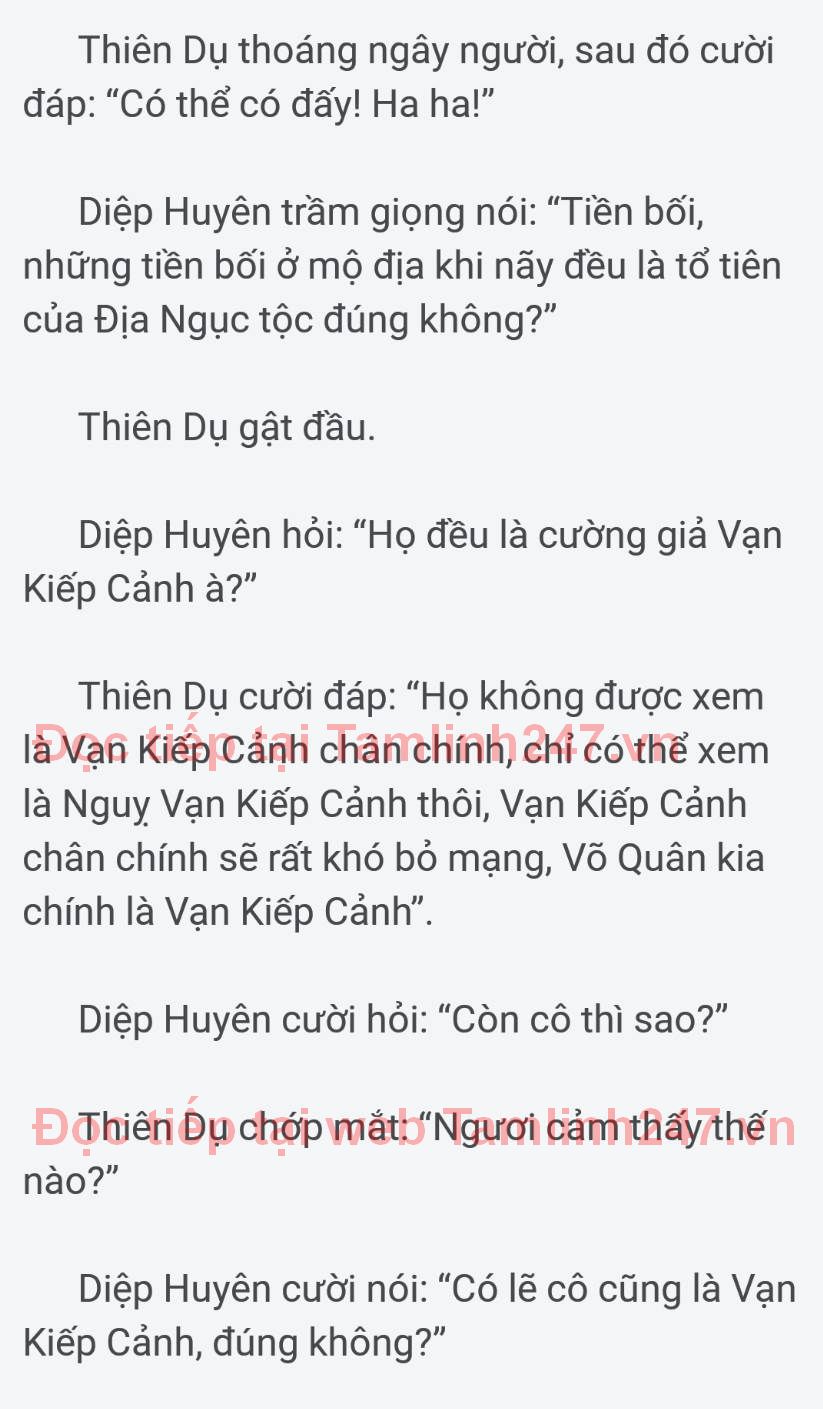 Thiên Dụ thoáng ngây người, sau đó cười
đáp: “Có thể có đấy! Ha ha!”
Diệp Huyên trầm giọng nói: “Tiền bối,
những tiền bối ở mộ địa khi nãy đều là tổ tiên
của Địa Ngục tộc đúng không?”
Thiên Dụ gật đầu.
Diệp Huyên hỏi: “Họ đều là cường giả Vạn
Kiếp Cảnh à?”
Thiên Dụ cười đáp: “Họ không được xem
Đọc tiếp tại Tamlinh247.vn
là Vạn Kiếp Cảnh chân chính, chỉ có thể xem
là Nguỵ Vạn Kiếp Cảnh thôi, Vạn Kiếp Cảnh
chân chính sẽ rất khó bỏ mạng, Võ Quân kia
chính là Vạn Kiếp Cảnh”.
Diệp Huyên cười hỏi: “Còn cô thì sao?”
Đọc tiếp tại web Tamlinh247.vn
Thiên Dụ chớp mắt: “Ngươi cảm thấy thế
nào?”
Diệp Huyên cười nói: “Có lẽ cô cũng là Vạn
Kiếp Cảnh, đúng không?”